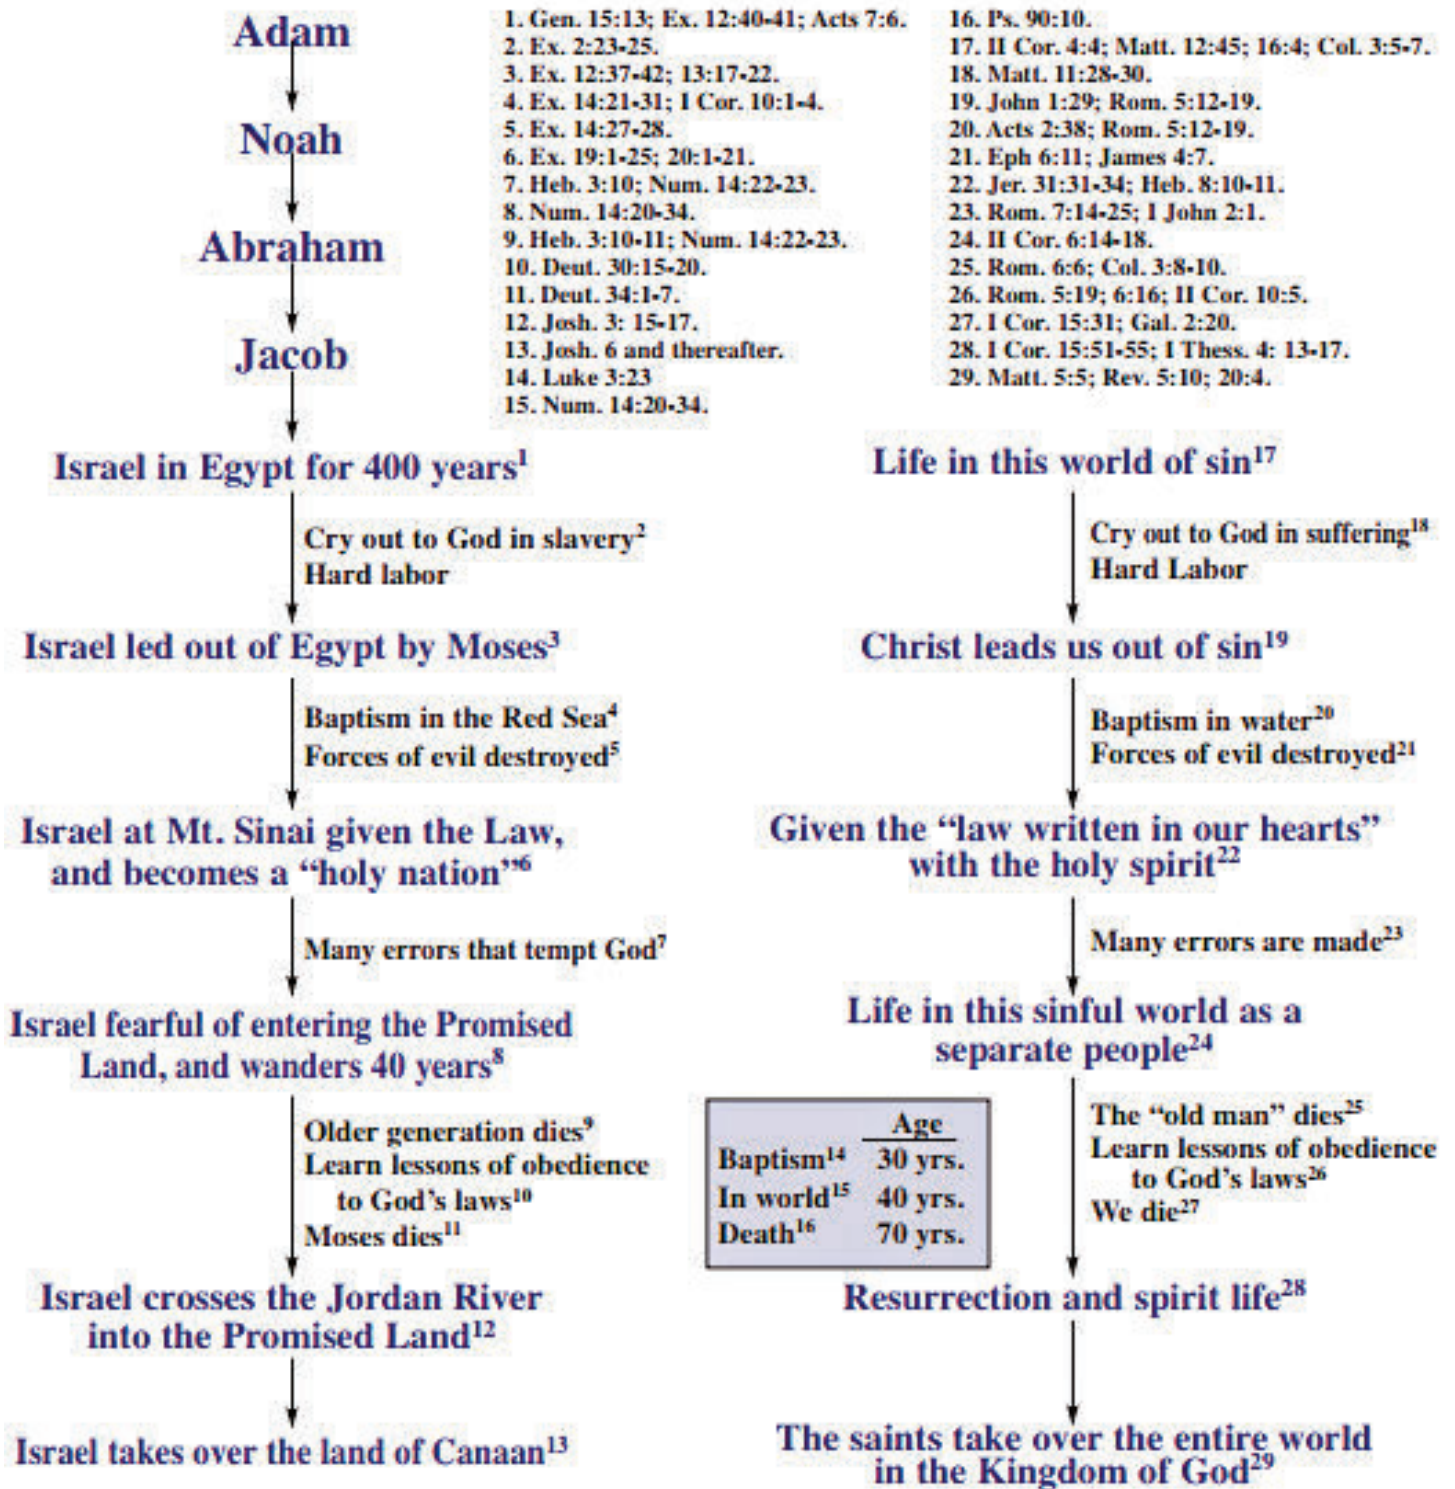 Adam
Noah
Abraham
Jacob
1. Gen. 15:13; Ex. 12:40-41; Acts 7:6.
2. Ex. 2:23-25.
3. Ex. 12:37-42; 13:17-22.
4. Ex. 14:21-31; I Cor. 10:1-4.
5. Ex. 14:27-28.
6. Ex. 19:1-25; 20:1-21.
7. Heb. 3:10; Num. 14:22-23.
8. Num. 14:20-34.
9. Heb. 3:10-11; Num. 14:22-23.
10. Deut. 30:15-20.
11. Deut. 34:1-7.
12. Josh. 3: 15-17.
13. Josh. 6 and thereafter.
14. Luke 3:23
15. Num. 14:20-34.
16. Ps. 90:10.
17. II Cor. 4:4; Matt. 12:45; 16:4; Col. 3:5-7.
18. Matt. 11:28-30.
19. John 1:29; Rom. 5:12-19.
20. Acts 2:38; Rom. 5:12-19.
21. Eph 6:11; James 4:7.
22. Jer. 31:31-34; Heb. 8:10-11.
23. Rom. 7:14-25; I John 2:1.
24. II Cor. 6:14-18.
25. Rom. 6:6; Col. 3:8-10.
26. Rom. 5:19; 6:16; II Cor. 10:5.
27. I Cor. 15:31; Gal. 2:20.
28. I Cor. 15:51-55; I Thess. 4: 13-17.
29. Matt. 5:5; Rev. 5:10; 20:4.
Israel in Egypt for 400 years¹
Cry out to God in slavery²
Hard labor
Israel led out of Egypt by Moses³
Baptism in the Red Sea⁴
Forces of evil destroyed⁵
Israel at Mt. Sinai given the Law,
and becomes a “holy nation”⁶
Many errors that tempt God⁷
Israel fearful of entering the Promised
Land, and wanders 40 years⁸
Older generation dies⁹
Learn lessons of obedience
to God’s laws¹⁰
Moses dies¹¹
Israel crosses the Jordan River
into the Promised Land¹²
Israel takes over the land of Canaan¹³
Life in this world of sin¹⁷
Cry out to God in suffering¹⁸
Hard Labor
Christ leads us out of sin¹⁹
Baptism in water²⁰
Forces of evil destroyed²¹
Given the “law written in our hearts”
with the holy spirit²²
Many errors are made²³
Life in this sinful world as a
separate people²⁴
Age
Baptism¹⁴ 30 yrs.
In world¹⁵ 40 yrs.
Death¹⁶ 70 yrs.
The “old man” dies²⁵
Learn lessons of obedience
to God’s laws²⁶
We die²⁷
Resurrection and spirit life²⁸
The saints take over the entire world
in the Kingdom of God²⁹